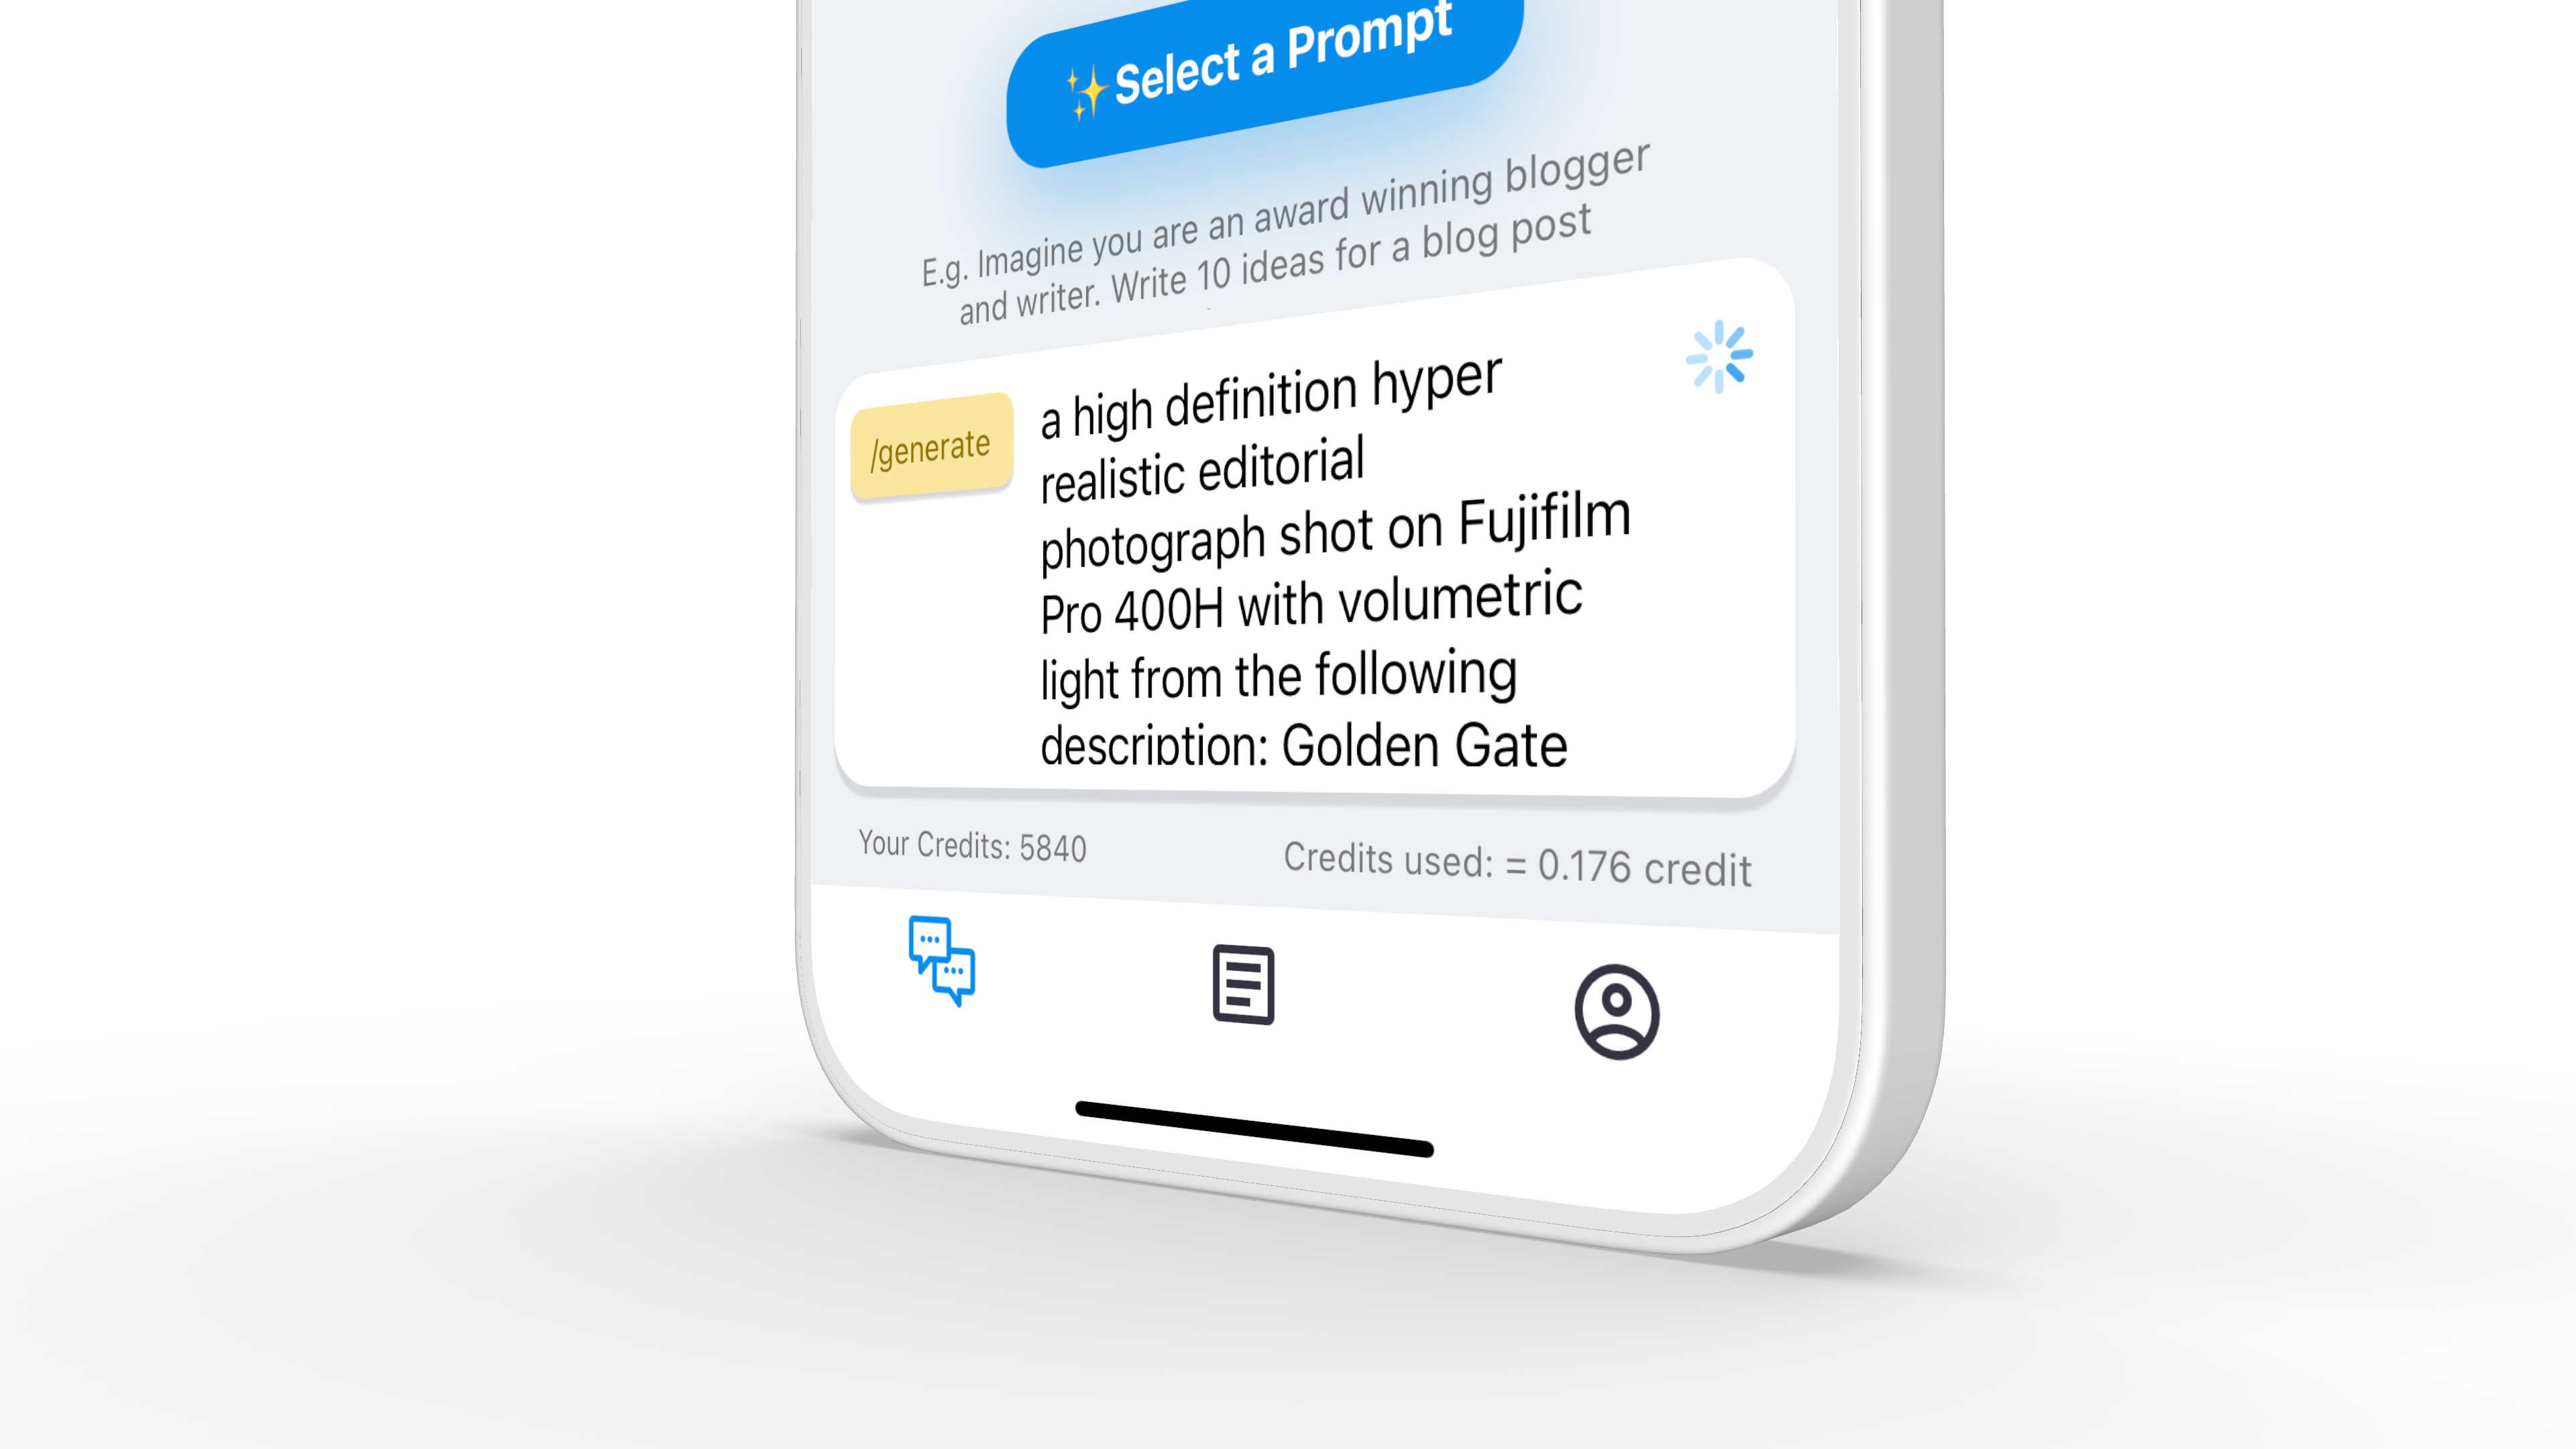 ✨Select a Prompt
E.g. Imagine you are an award winning blogger
and writer. Write 10 ideas for a blog post
/generate
a high definition hyper
realistic editorial
photograph shot on Fujifilm
Pro 400H with volumetric
light from the following
description: Golden Gate
Your Credits: 5840
Credits used: = 0.176 credit